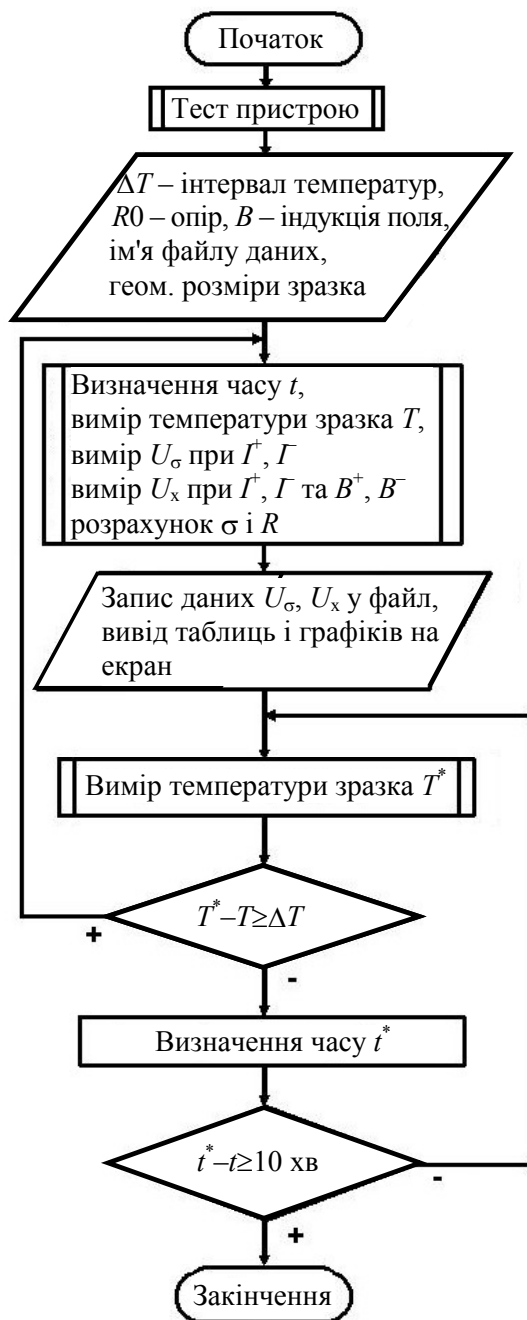 Початок
Тест пристрою
ΔT – інтервал температур,
R0 – опір, B – індукція поля,
ім'я файлу даних,
геом. розміри зразка
Визначення часу t,
вимір температури зразка T,
вимір Uσ при I⁺, I⁻
вимір Uх при I⁺, I⁻ та B⁺, B⁻
розрахунок σ і R
Запис даних Uσ, Uх у файл,
вивід таблиць і графіків на
екран
Вимір температури зразка T*
T*–T≥ΔT
+
-
Визначення часу t*
t*–t≥10 хв
-
+
Закінчення